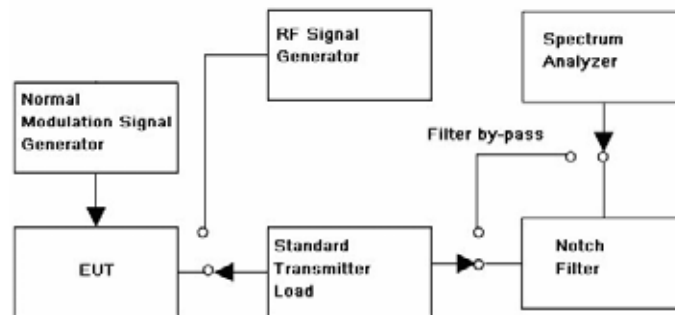 RF Signal
Generator
Spectrum
Analyzer
Normal
Modulation Signal
Generator
Filter by-pass
EUT
Standard
Transmitter
Load
Notch
Filter